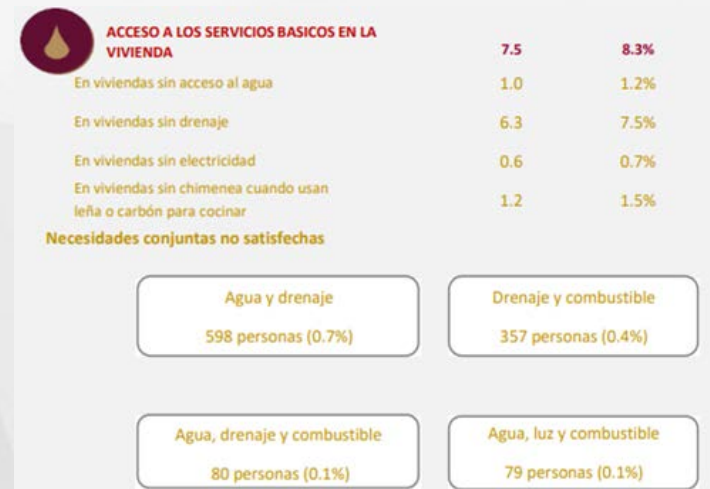 ACCESO A LOS SERVICIOS BASICOS EN LA
VIVIENDA 7.5 8.3%
En viviendas sin acceso al agua 1.0 1.2%
En viviendas sin drenaje 6.3 7.5%
En viviendas sin electricidad 0.6 0.7%
En viviendas sin chimenea cuando usan
leña o carbón para cocinar 1.2 1.5%
Necesidades conjuntas no satisfechas
Agua y drenaje
598 personas (0.7%)
Drenaje y combustible
357 personas (0.4%)
Agua, drenaje y combustible
80 personas (0.1%)
Agua, luz y combustible
79 personas (0.1%)